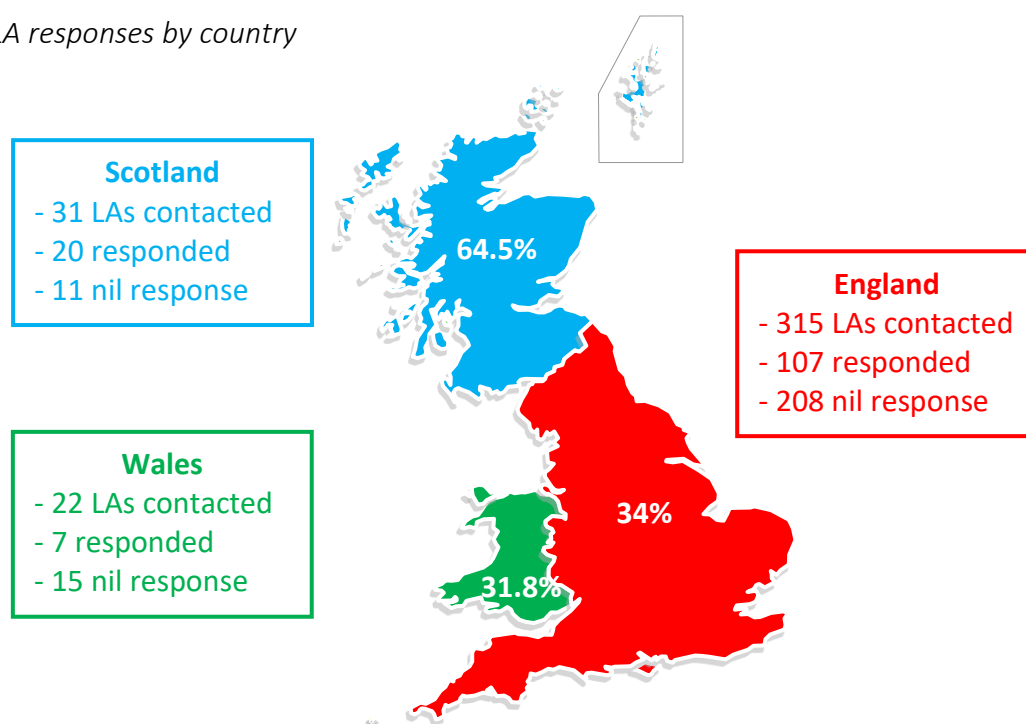 LA responses by country
Scotland
- 31 LAs contacted
- 20 responded
- 11 nil response
64.5%
England
- 315 LAs contacted
- 107 responded
- 208 nil response
Wales
- 22 LAs contacted
- 7 responded
- 15 nil response
34%
31.8%